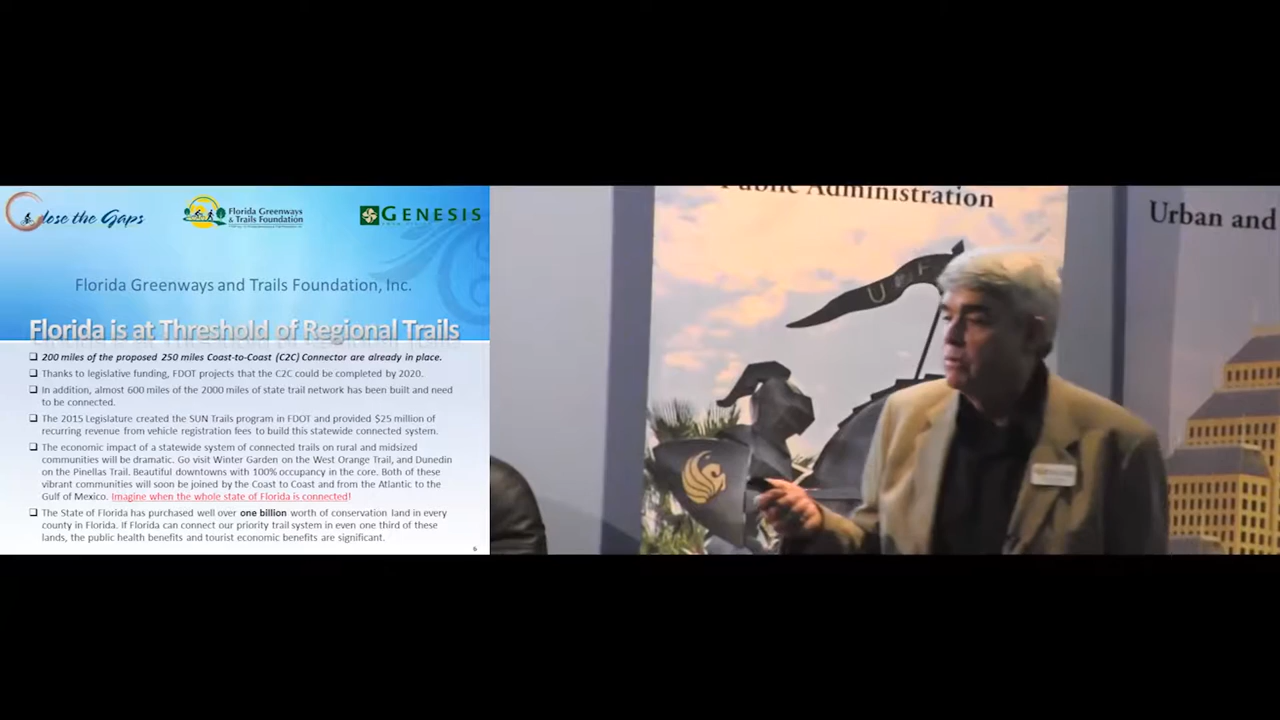 Close the Gaps
Florida Greenways
& Trails Foundation
GENESIS
Florida Greenways and Trails Foundation, Inc.
Florida is at Threshold of Regional Trails
❑ 200 miles of the proposed 250 miles Coast-to-Coast (C2C) Connector are already in place.
❑ Thanks to legislative funding, FDOT projects that the C2C could be completed by 2020.
❑ In addition, almost 600 miles of the 2000 miles of state trail network has been built and need
to be connected.
❑ The 2015 Legislature created the SUN Trails program in FDOT and provided $25 million of
recurring revenue from vehicle registration fees to build this statewide connected system.
❑ The economic impact of a statewide system of connected trails on rural and midsized
communities will be dramatic. Go visit Winter Garden on the West Orange Trail, and Dunedin
on the Pinellas Trail. Beautiful downtowns with 100% occupancy in the core. Both of these
vibrant communities will soon be joined by the Coast to Coast and from the Atlantic to the
Gulf of Mexico. Imagine when the whole state of Florida is connected!
❑ The State of Florida has purchased well over one billion worth of conservation land in every
county in Florida. If Florida can connect our priority trail system in even one third of these
lands, the public health benefits and tourist economic benefits are significant.
6
Public Administration
Urban and
UCF